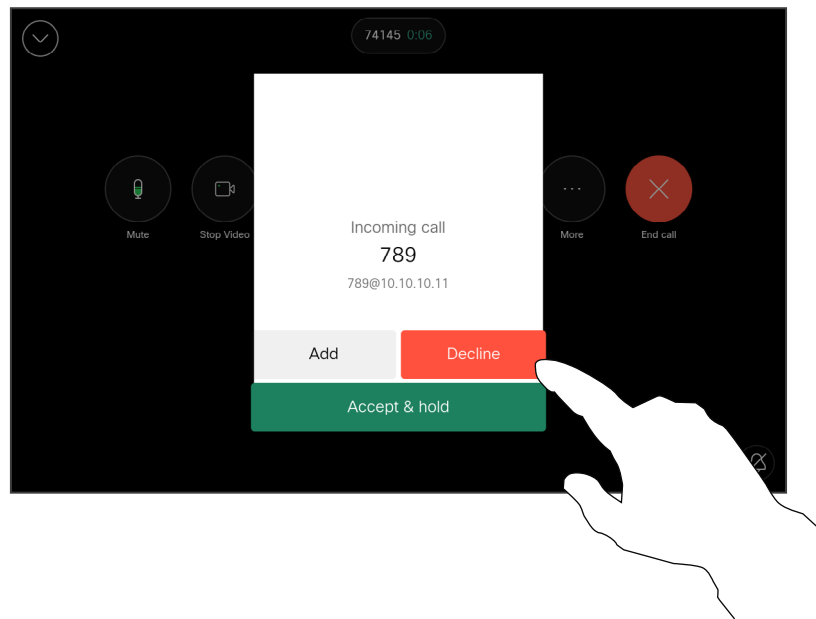 74145 0:06
Mute
Stop Video
More
End call
Incoming call
789
789@10.10.10.11
Add
Decline
Accept & hold